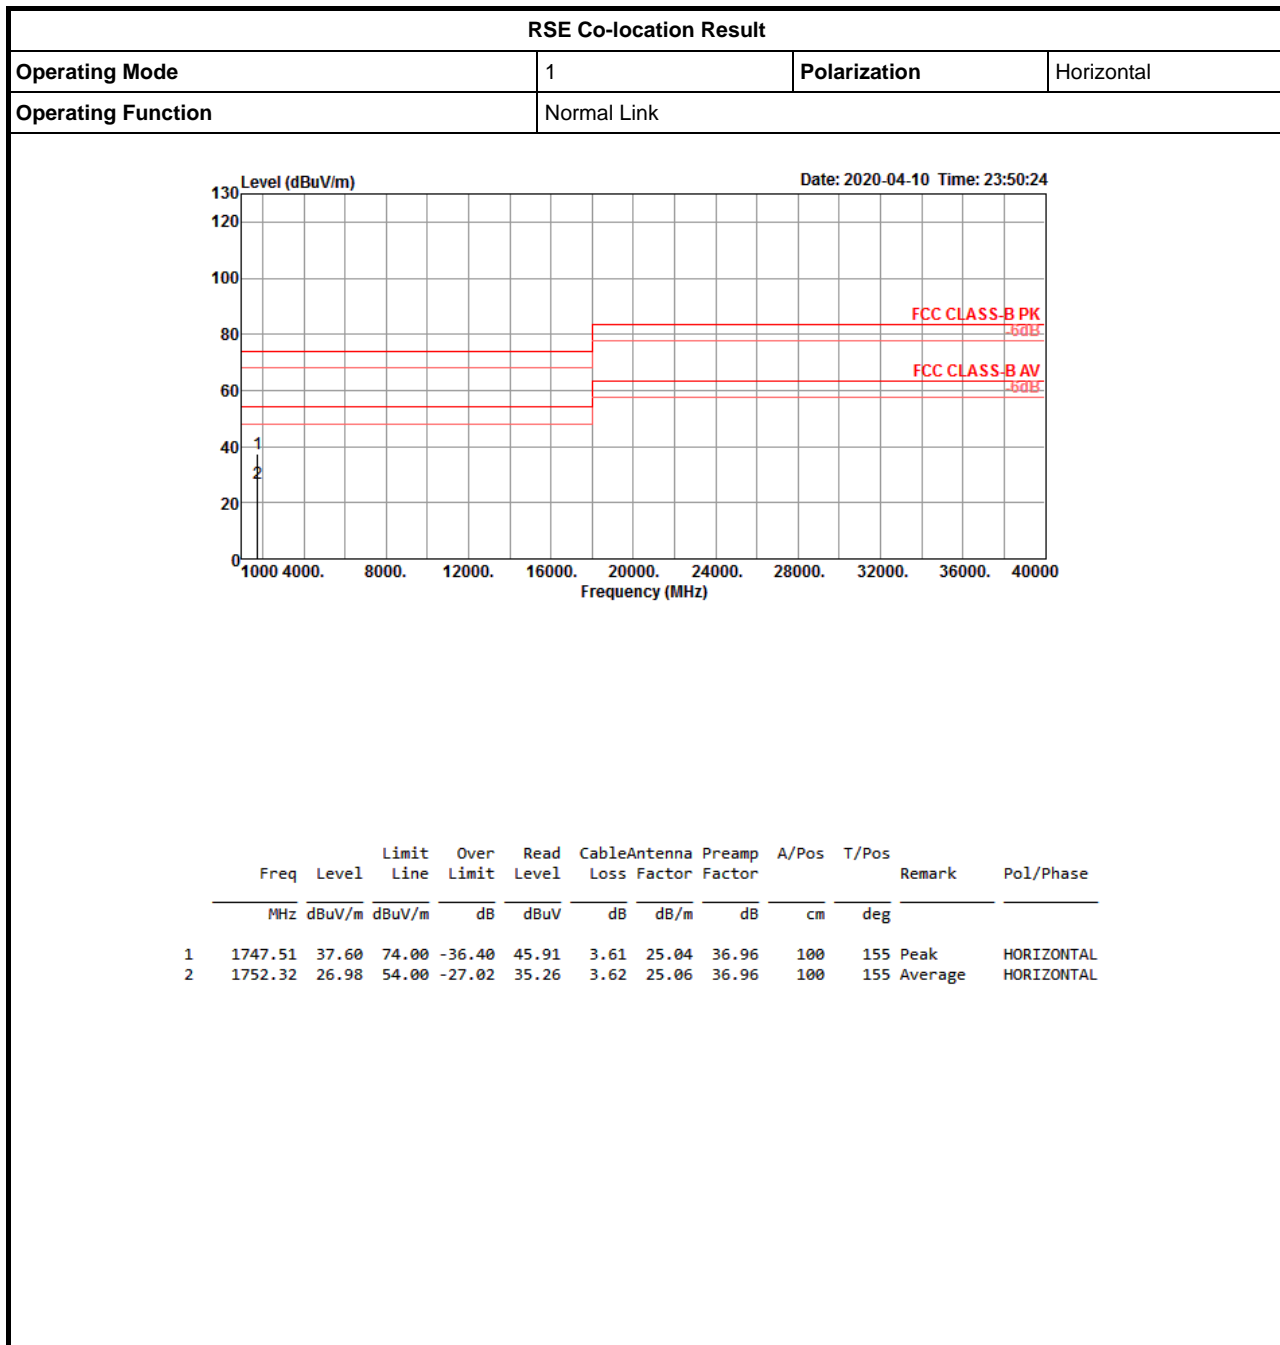 RSE Co-location Result
Operating Mode 1 Polarization Horizontal
Operating Function Normal Link
Level (dBuV/m) Date: 2020-04-10 Time: 23:50:24
130
120
100
FCC CLASS-B PK
80 -6dB
FCC CLASS-B AV
60 -6dB
40 1
2
20
0
1000 4000. 8000. 12000. 16000. 20000. 24000. 28000. 32000. 36000. 40000
Frequency (MHz)
Limit Over Read CableAntenna Preamp A/Pos T/Pos
Freq Level Line Limit Level Loss Factor Factor Remark Pol/Phase
MHz dBuV/m dBuV/m dB dBuV dB dB/m dB cm deg
1 1747.51 37.60 74.00 -36.40 45.91 3.61 25.04 36.96 100 155 Peak HORIZONTAL
2 1752.32 26.98 54.00 -27.02 35.26 3.62 25.06 36.96 100 155 Average HORIZONTAL